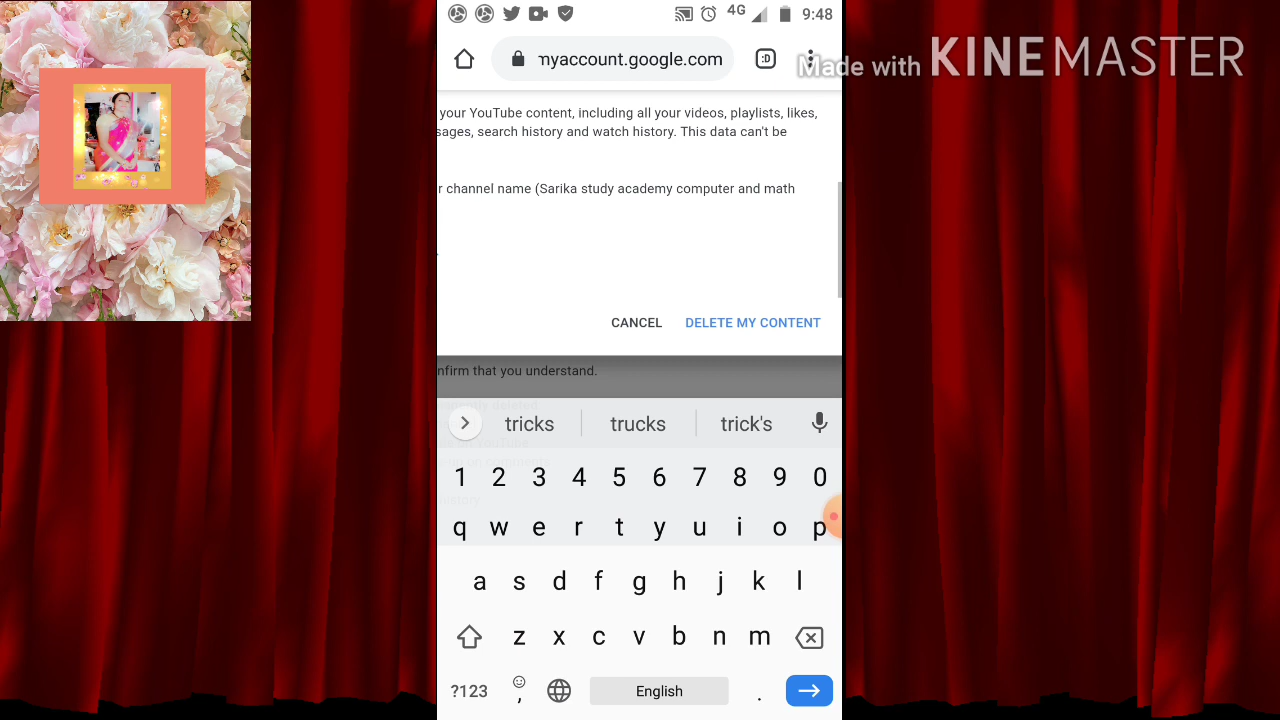 9:48
4G
myaccount.google.com
:D
Made with KINEMASTER
your YouTube content, including all your videos, playlists, likes,
sages, search history and watch history. This data can't be
r channel name (Sarika study academy computer and math
CANCEL DELETE MY CONTENT
nfirm that you understand.
tricks trucks trick's
1 2 3 4 5 6 7 8 9 0
q w e r t y u i o p
a s d f g h j k l
z x c v b n m
?123 , English .